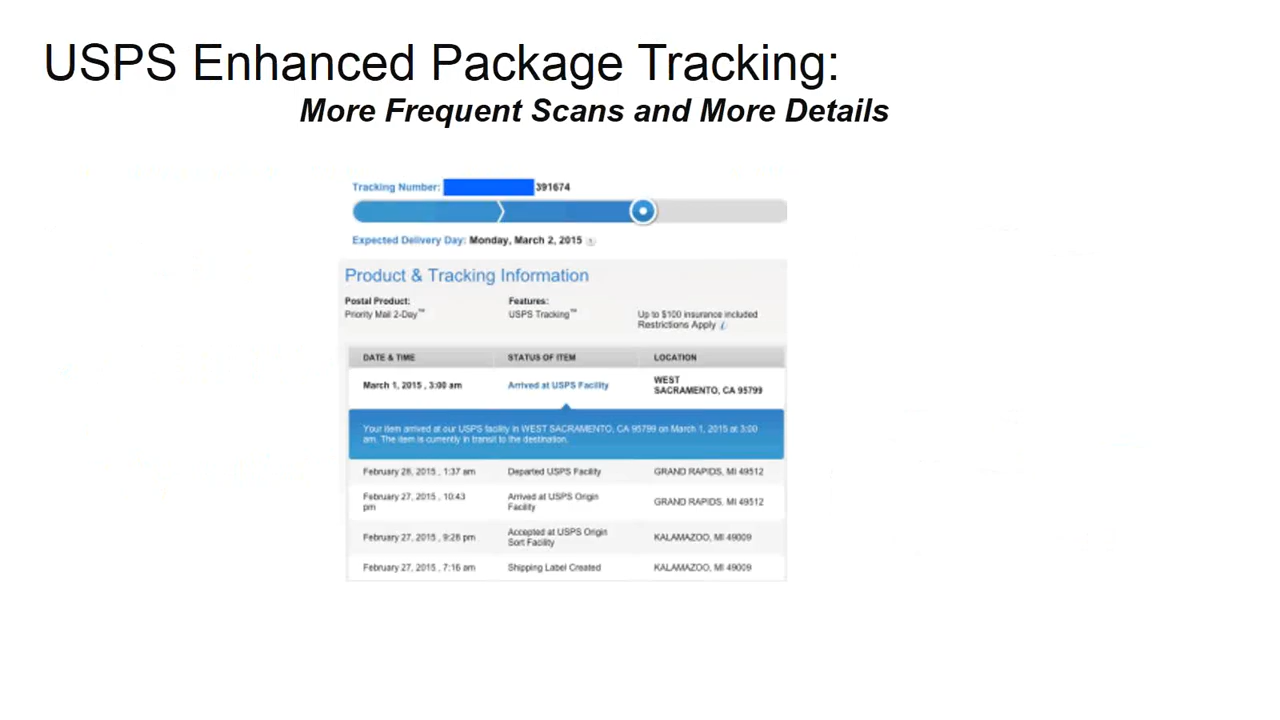 USPS Enhanced Package Tracking:
More Frequent Scans and More Details
Tracking Number: 391674
Expected Delivery Day: Monday, March 2, 2015
Product & Tracking Information
Postal Product: Features:
Priority Mail 2-Day™ USPS Tracking™ Up to $100 insurance included
Restrictions Apply
DATE & TIME STATUS OF ITEM LOCATION
March 1, 2015 , 3:00 am Arrived at USPS Facility WEST
SACRAMENTO, CA 95799
Your item arrived at our USPS facility in WEST SACRAMENTO, CA 95799 on March 1, 2015 at 3:00
am. The item is currently in transit to the destination.
February 28, 2015 , 1:37 am Departed USPS Facility GRAND RAPIDS, MI 49512
February 27, 2015 , 10:43
pm Arrived at USPS Origin
Facility GRAND RAPIDS, MI 49512
February 27, 2015 , 9:28 pm Accepted at USPS Origin
Sort Facility KALAMAZOO, MI 49009
February 27, 2015 , 7:16 am Shipping Label Created KALAMAZOO, MI 49009